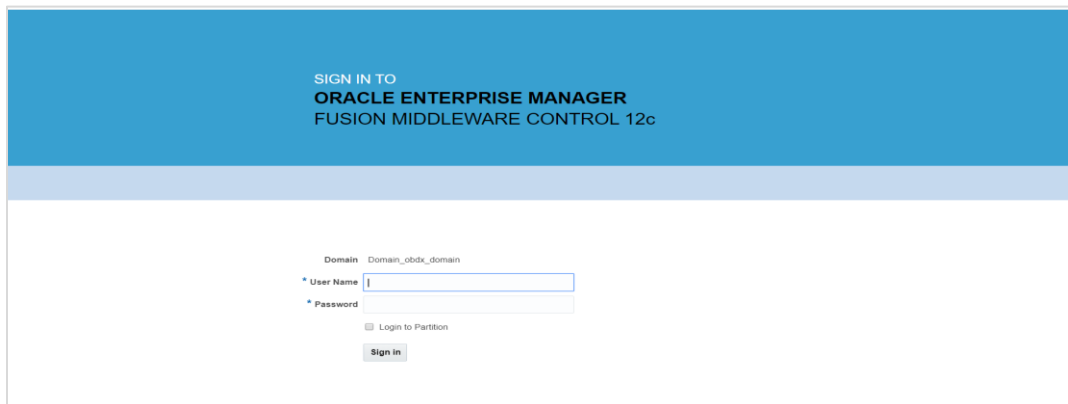 SIGN IN TO
ORACLE ENTERPRISE MANAGER
FUSION MIDDLEWARE CONTROL 12c
Domain Domain_obdx_domain
* User Name
* Password
Login to Partition
Sign in